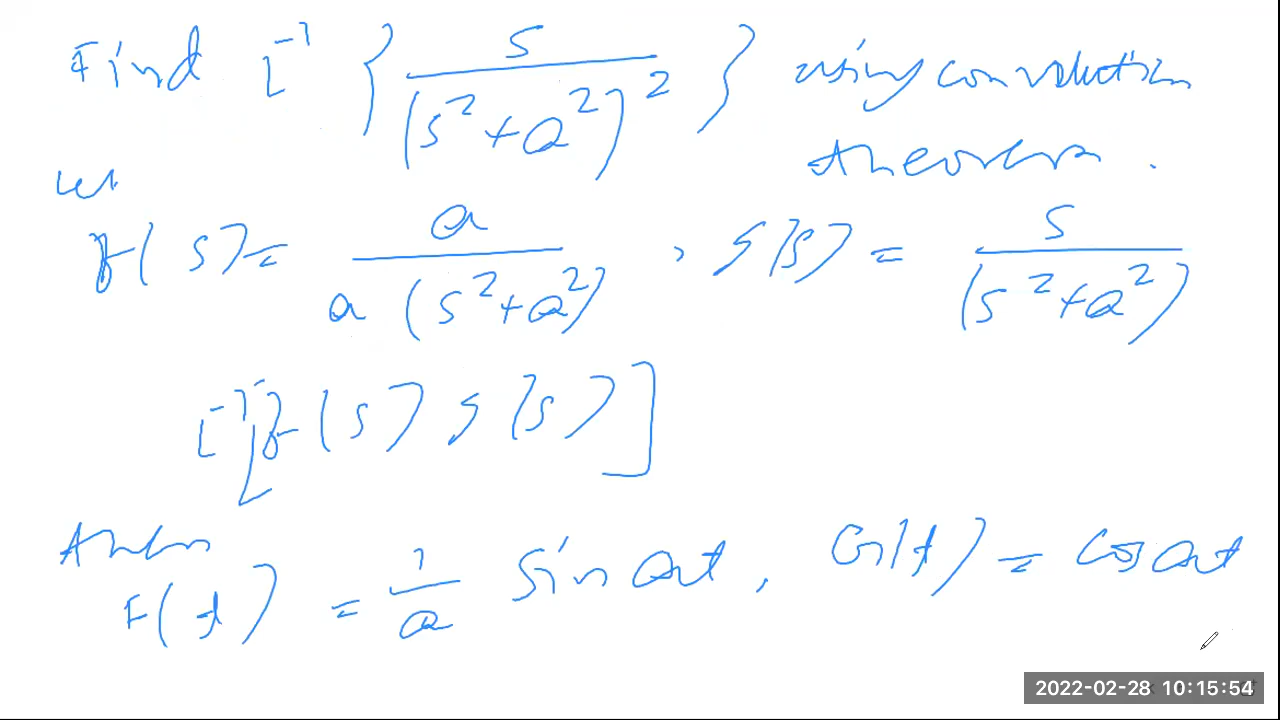 Find L⁻¹ { s / (s² + a²)² } using convolution
theorem.
let
f(s) = a / a(s² + a²), g(s) = s / (s² + a²)
L⁻¹[f(s) g(s)]
then
F(t) = 1/a Sin at, G(t) = Cos at
2022-02-28 10:15:54